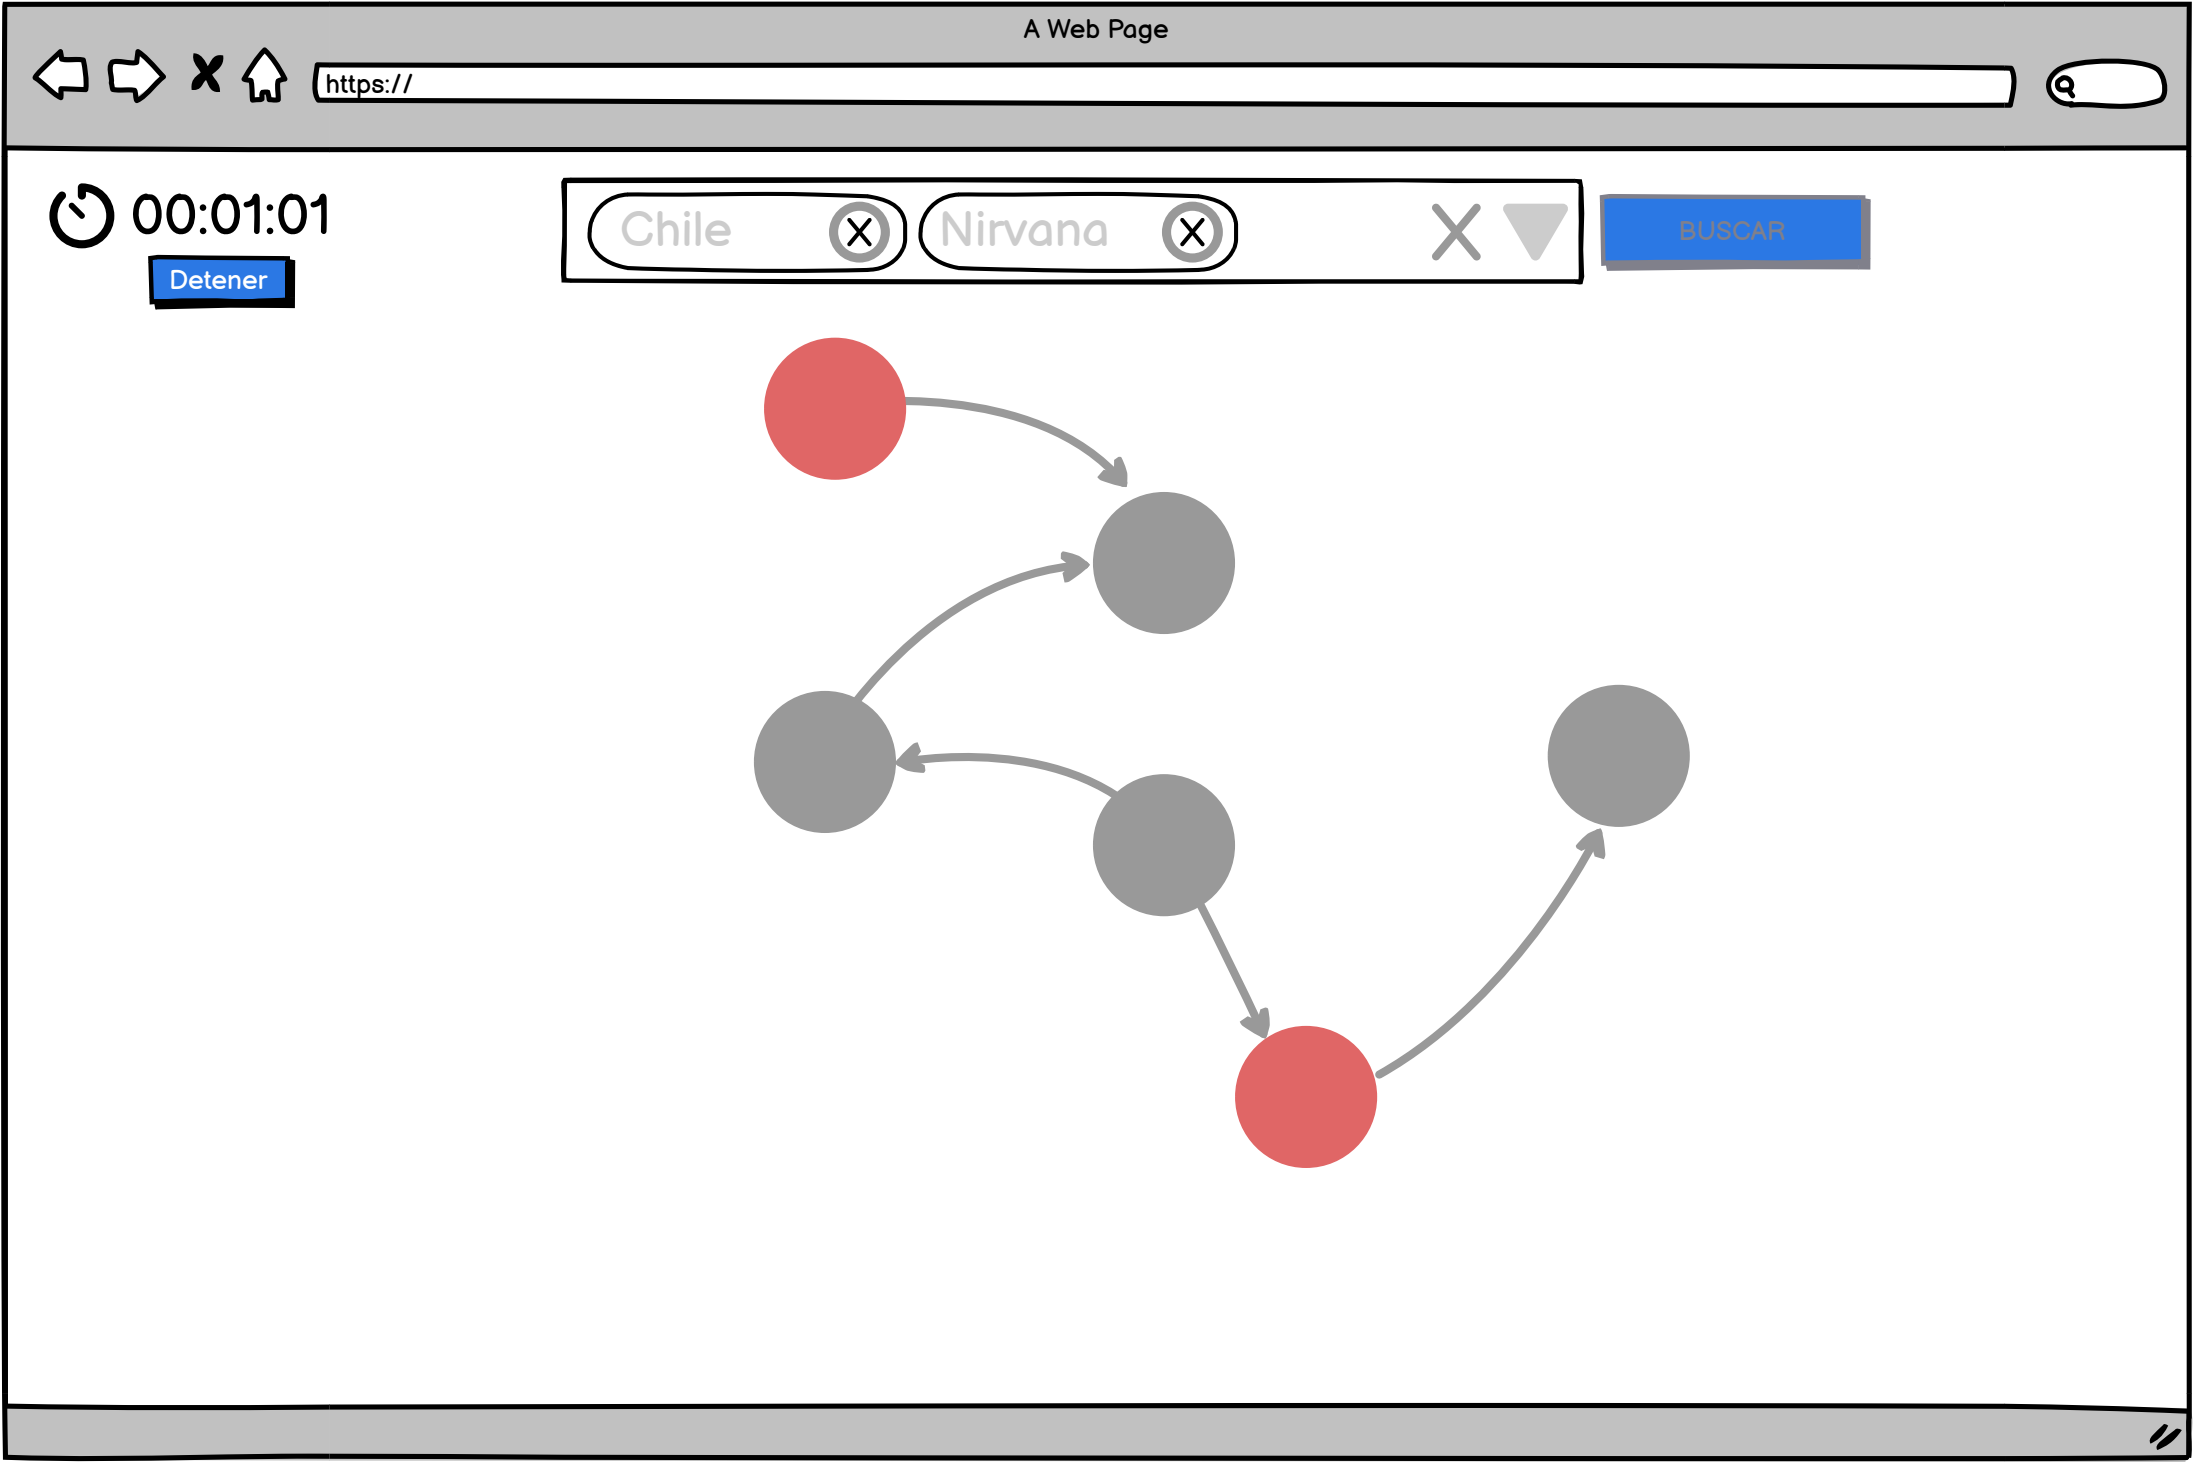 A Web Page
https://
00:01:01
Chile
Nirvana
BUSCAR
Detener